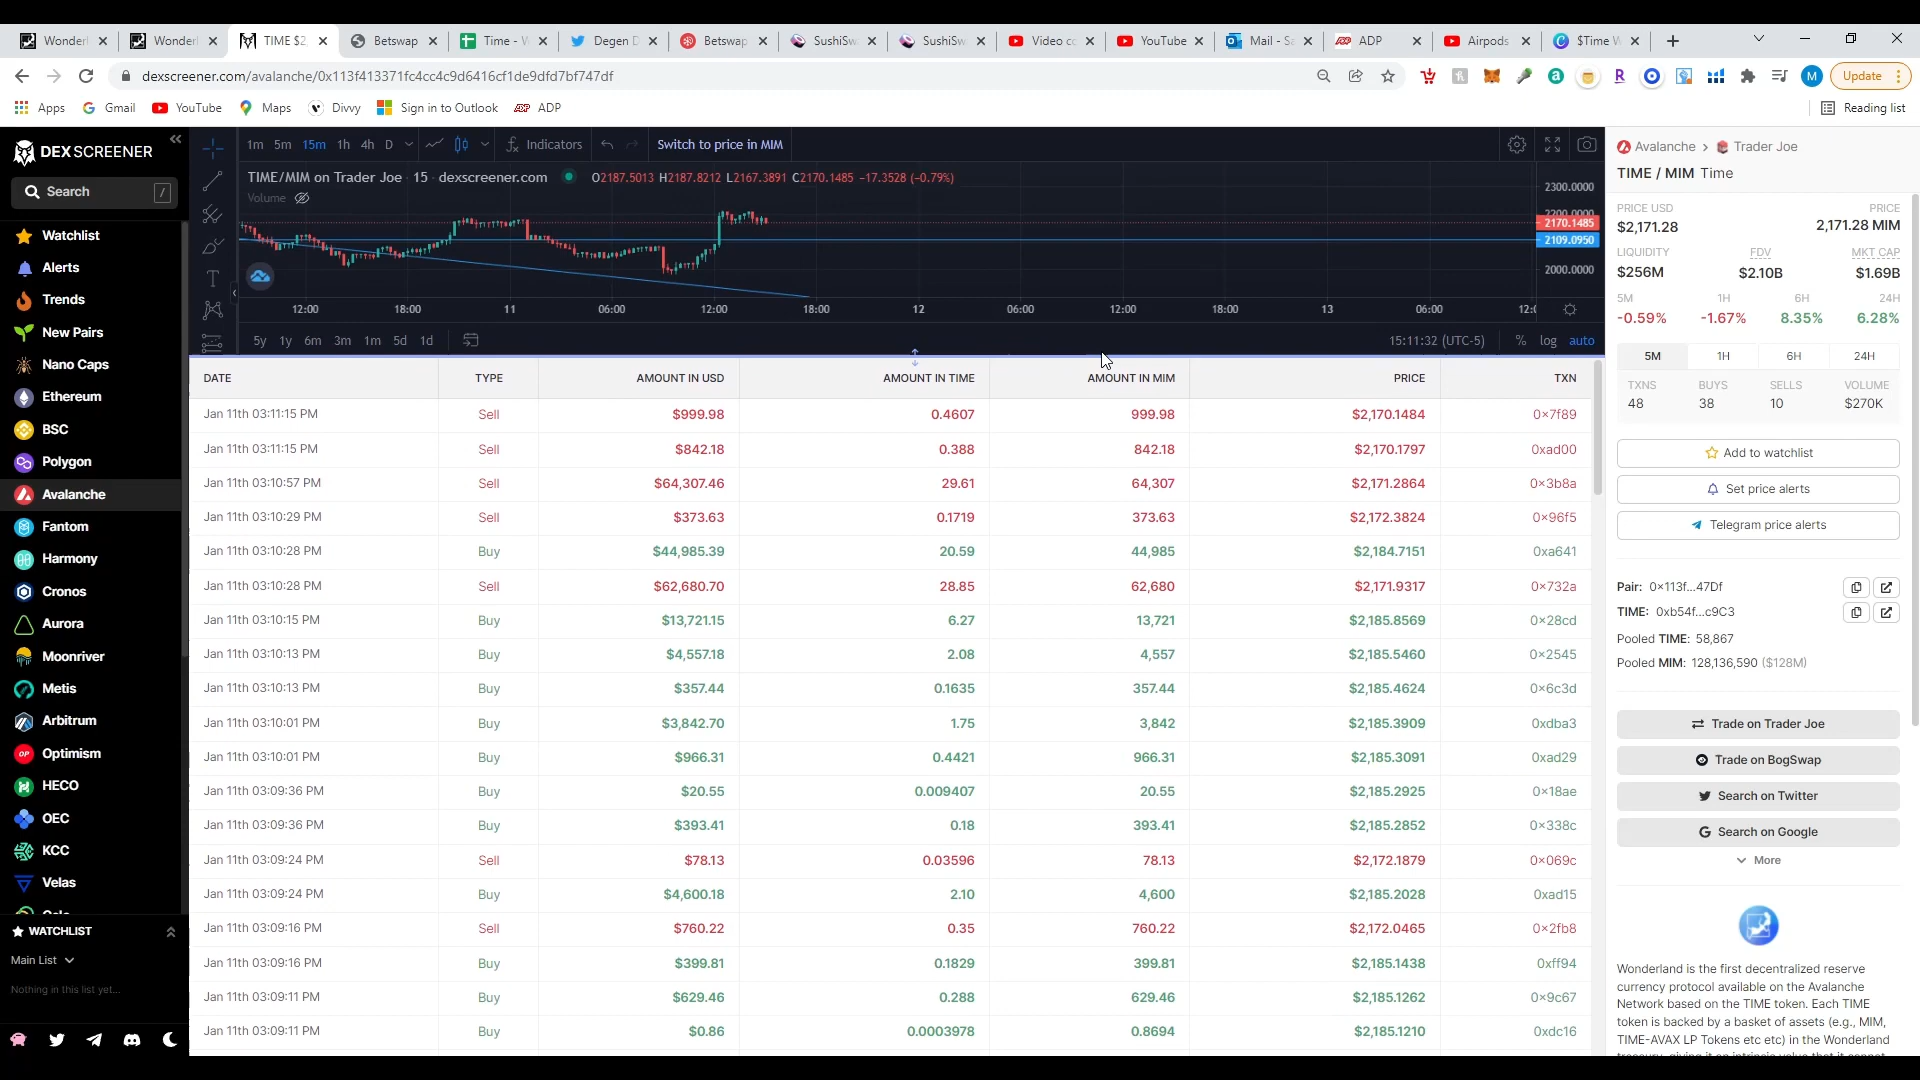 Wonderl
Wonderl
TIME $2
Betswap
Time - W
Degen D
Betswap
SushiSw
SushiSw
Video co
YouTube
Mail - Sa
ADP
Airpods
$Time W
dexscreener.com/avalanche/0x113f413371fc4cc4c9d6416cf1de9dfd7bf747df
M
Update
Apps
Gmail
YouTube
Maps
Divvy
Sign in to Outlook
ADP
Reading list
DEX SCREENER
Search /
Watchlist
Alerts
Trends
New Pairs
Nano Caps
Ethereum
BSC
Polygon
Avalanche
Fantom
Harmony
Cronos
Aurora
Moonriver
Metis
Arbitrum
Optimism
HECO
OEC
KCC
Velas
WATCHLIST
Main List
Nothing in this list yet...
1m 5m 15m 1h 4h D Indicators Switch to price in MIM
TIME/MIM on Trader Joe · 15 · dexscreener.com O2187.5013 H2187.8212 L2167.3891 C2170.1485 -17.3528 (-0.79%)
Volume
2300.0000
2200.0000
2170.1485
2109.0950
2000.0000
12:00 18:00 11 06:00 12:00 18:00 12 06:00 12:00 18:00 13 06:00 12:0
5y 1y 6m 3m 1m 5d 1d 15:11:32 (UTC-5) % log auto
DATE TYPE AMOUNT IN USD AMOUNT IN TIME AMOUNT IN MIM PRICE TXN
Jan 11th 03:11:15 PM Sell $999.98 0.4607 999.98 $2,170.1484 0x7f89
Jan 11th 03:11:15 PM Sell $842.18 0.388 842.18 $2,170.1797 0xad00
Jan 11th 03:10:57 PM Sell $64,307.46 29.61 64,307 $2,171.2864 0x3b8a
Jan 11th 03:10:29 PM Sell $373.63 0.1719 373.63 $2,172.3824 0x96f5
Jan 11th 03:10:28 PM Buy $44,985.39 20.59 44,985 $2,184.7151 0xa641
Jan 11th 03:10:28 PM Sell $62,680.70 28.85 62,680 $2,171.9317 0x732a
Jan 11th 03:10:15 PM Buy $13,721.15 6.27 13,721 $2,185.8569 0x28cd
Jan 11th 03:10:13 PM Buy $4,557.18 2.08 4,557 $2,185.5460 0x2545
Jan 11th 03:10:13 PM Buy $357.44 0.1635 357.44 $2,185.4624 0x6c3d
Jan 11th 03:10:01 PM Buy $3,842.70 1.75 3,842 $2,185.3909 0xdba3
Jan 11th 03:10:01 PM Buy $966.31 0.4421 966.31 $2,185.3091 0xad29
Jan 11th 03:09:36 PM Buy $20.55 0.009407 20.55 $2,185.2925 0x18ae
Jan 11th 03:09:36 PM Buy $393.41 0.18 393.41 $2,185.2852 0x338c
Jan 11th 03:09:24 PM Sell $78.13 0.03596 78.13 $2,172.1879 0x069c
Jan 11th 03:09:24 PM Buy $4,600.18 2.10 4,600 $2,185.2028 0xad15
Jan 11th 03:09:16 PM Sell $760.22 0.35 760.22 $2,172.0465 0x2fb8
Jan 11th 03:09:16 PM Buy $399.81 0.1829 399.81 $2,185.1438 0xff94
Jan 11th 03:09:11 PM Buy $629.46 0.288 629.46 $2,185.1262 0x9c67
Jan 11th 03:09:11 PM Buy $0.86 0.0003978 0.8694 $2,185.1210 0xdc16
Avalanche > Trader Joe
TIME / MIM Time
PRICE USD PRICE
$2,171.28 2,171.28 MIM
LIQUIDITY FDV MKT CAP
$256M $2.10B $1.69B
5M 1H 6H 24H
-0.59% -1.67% 8.35% 6.28%
5M 1H 6H 24H
TXNS BUYS SELLS VOLUME
48 38 10 $270K
Add to watchlist
Set price alerts
Telegram price alerts
Pair: 0x113f...47Df
TIME: 0xb54f...c9C3
Pooled TIME: 58,867
Pooled MIM: 128,136,590 ($128M)
Trade on Trader Joe
Trade on BogSwap
Search on Twitter
Search on Google
More
Wonderland is the first decentralized reserve
currency protocol available on the Avalanche
Network based on the TIME token. Each TIME
token is backed by a basket of assets (e.g., MIM,
TIME-AVAX LP Tokens etc etc) in the Wonderland